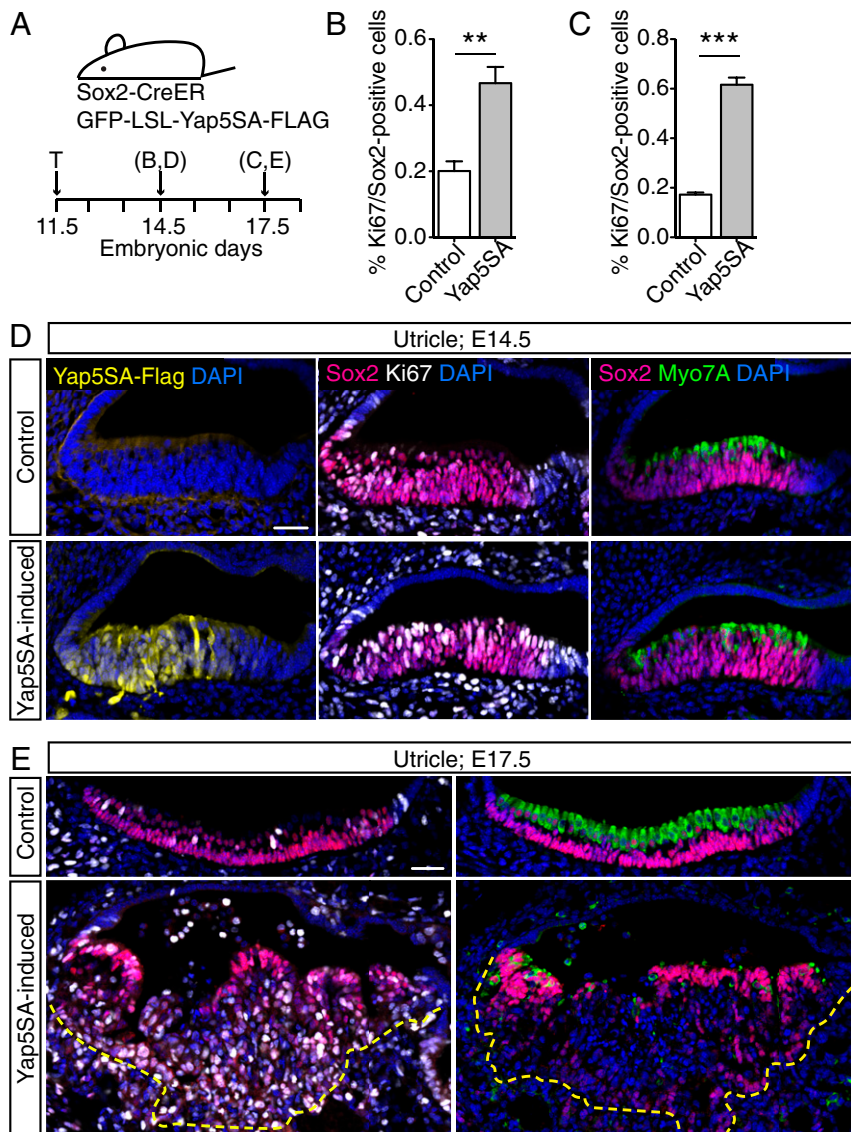 A
Sox2-CreER
GFP-LSL-Yap5SA-FLAG
T (B,D) (C,E)
11.5 14.5 17.5
Embryonic days
B
% Ki67/Sox2-positive cells
0.6
0.4
0.2
0.0
**
Control
Yap5SA
C
% Ki67/Sox2-positive cells
0.8
0.6
0.4
0.2
0.0
***
Control
Yap5SA
D
Utricle; E14.5
Control
Yap5SA-Flag DAPI
Sox2 Ki67 DAPI
Sox2 Myo7A DAPI
Yap5SA-induced
E
Utricle; E17.5
Control
Yap5SA-induced